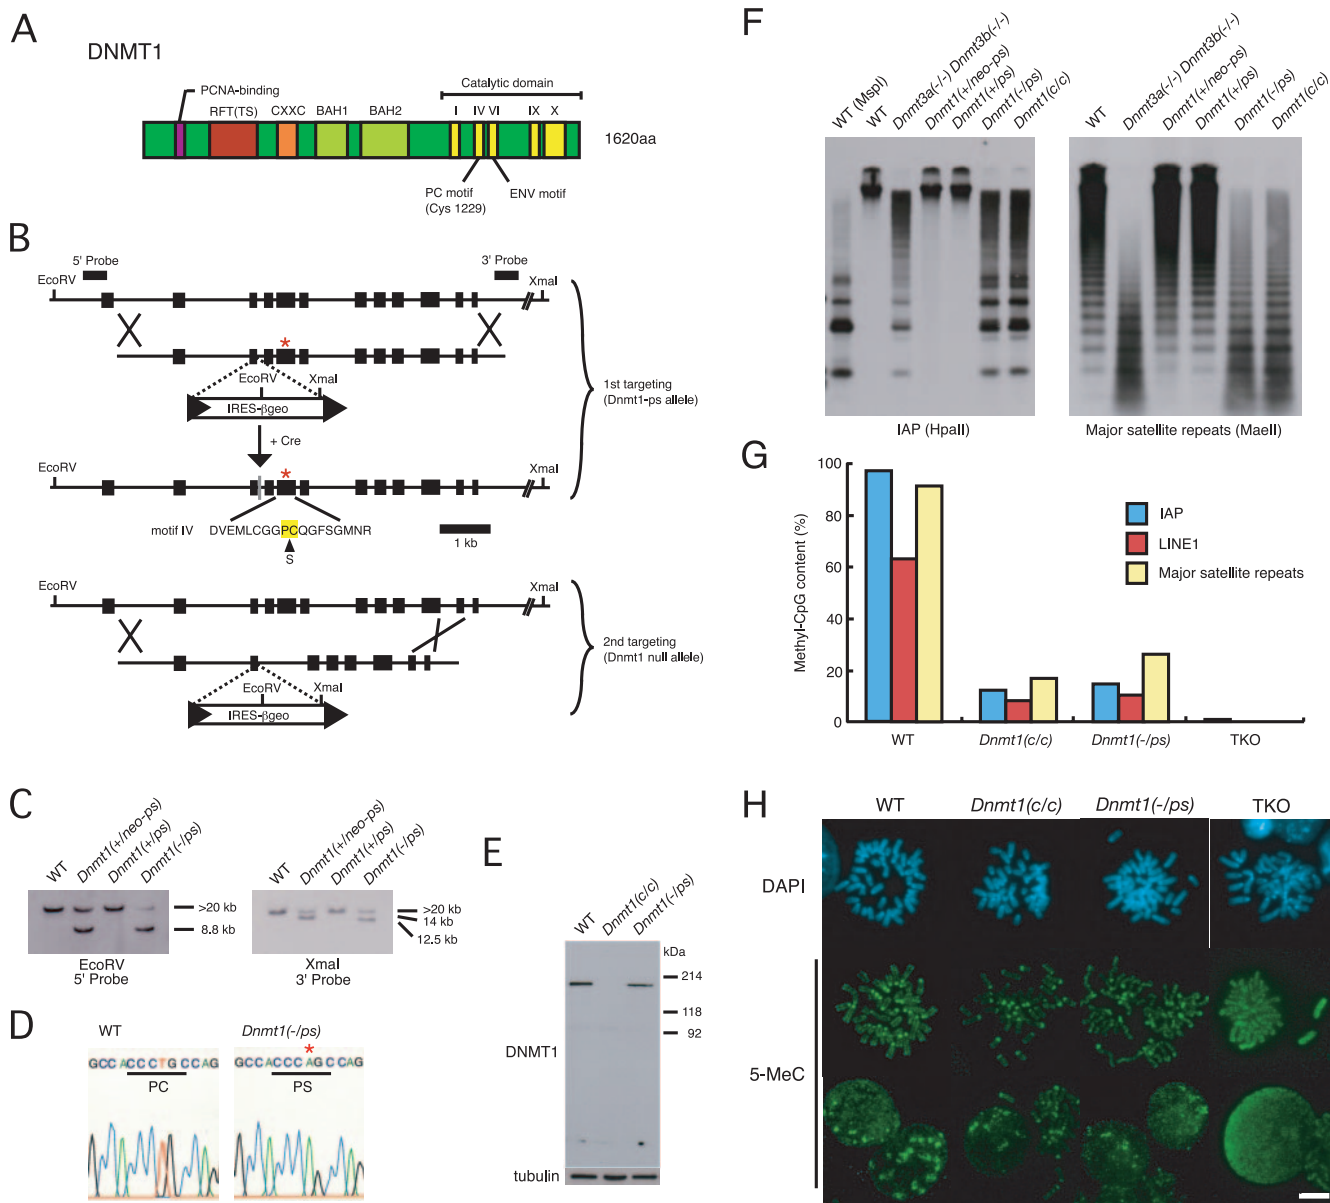 A
DNMT1
PCNA-binding
Catalytic domain
RFT(TS)
CXXC
BAH1
BAH2
I
IV
VI
IX
X
1620aa
PC motif
(Cys 1229)
ENV motif
B
5' Probe
3' Probe
EcoRV
XmaI
*
EcoRV
XmaI
IRES-βgeo
1st targeting
(Dnmt1-ps allele)
+ Cre
EcoRV
*
XmaI
motif IV
DVEMLCGGPCQGFSGMNR
S
1 kb
EcoRV
XmaI
2nd targeting
(Dnmt1 null allele)
EcoRV
XmaI
IRES-βgeo
C
WT
Dnmt1(+/neo-ps)
Dnmt1(+/ps)
Dnmt1(-/ps)
>20 kb
8.8 kb
EcoRV
5' Probe
WT
Dnmt1(+/neo-ps)
Dnmt1(+/ps)
Dnmt1(-/ps)
>20 kb
14 kb
12.5 kb
XmaI
3' Probe
D
WT
GCCACCCTGCCAG
PC
Dnmt1(-/ps)
*
GCCACCCAGCCAG
PS
E
WT
Dnmt1(c/c)
Dnmt1(-/ps)
kDa
214
118
92
DNMT1
tubulin
F
WT (MspI)
WT
Dnmt3a(-/-) Dnmt3b(-/-)
Dnmt1(+/neo-ps)
Dnmt1(+/ps)
Dnmt1(-/ps)
Dnmt1(c/c)
IAP (HpaII)
WT
Dnmt3a(-/-) Dnmt3b(-/-)
Dnmt1(+/neo-ps)
Dnmt1(+/ps)
Dnmt1(-/ps)
Dnmt1(c/c)
Major satellite repeats (MaeII)
G
Methyl-CpG content (%)
100
80
60
40
20
0
IAP
LINE1
Major satellite repeats
WT
Dnmt1(c/c)
Dnmt1(-/ps)
TKO
H
WT
Dnmt1(c/c)
Dnmt1(-/ps)
TKO
DAPI
5-MeC